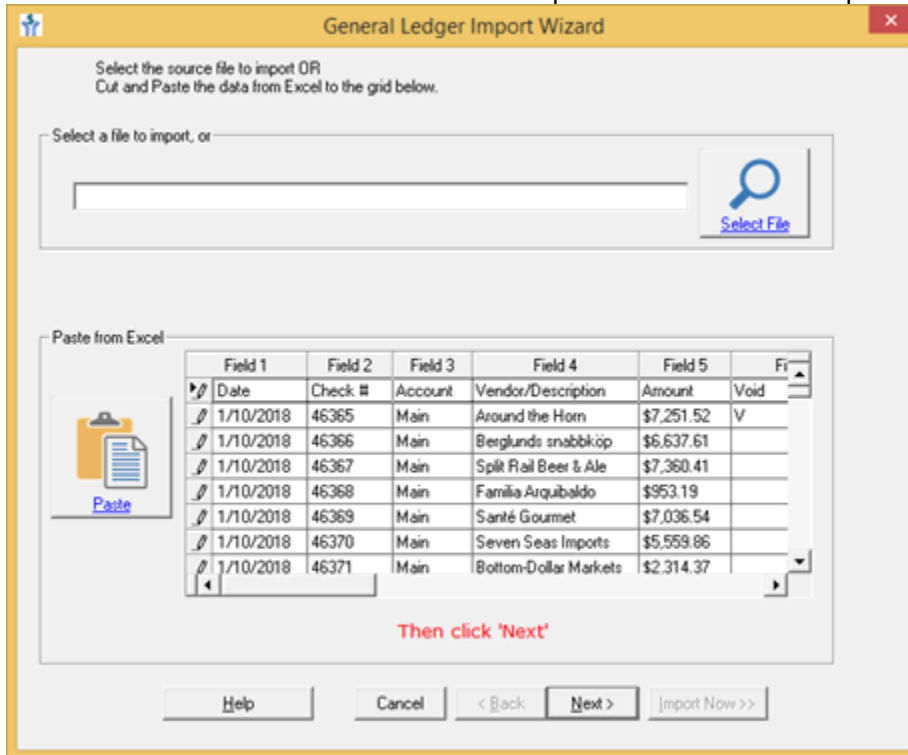 General Ledger Import Wizard
Select the source file to import OR
Cut and Paste the data from Excel to the grid below.
Select a file to import, or
Select File
Paste from Excel
Field 1 Field 2 Field 3 Field 4 Field 5
Date Check # Account Vendor/Description Amount Void
1/10/2018 46365 Main Around the Horn $7,251.52 V
1/10/2018 46366 Main Berglunds snabbköp $6,637.61
1/10/2018 46367 Main Split Rail Beer & Ale $7,360.41
1/10/2018 46368 Main Familia Arquibaldo $953.19
1/10/2018 46369 Main Santé Gourmet $7,036.54
1/10/2018 46370 Main Seven Seas Imports $5,559.86
1/10/2018 46371 Main Bottom-Dollar Markets $2,314.37
Paste
Then click 'Next'
Help Cancel < Back Next > Import Now >>